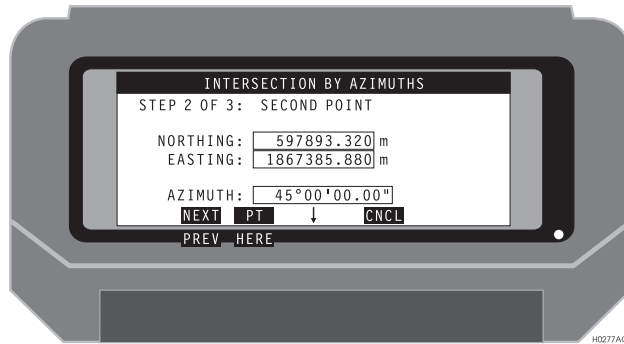 INTERSECTION BY AZIMUTHS
STEP 2 OF 3: SECOND POINT
NORTHING: 597893.320 m
EASTING: 1867385.880 m
AZIMUTH: 45°00'00.00"
NEXT PT ↓ CNCL
PREV HERE
H0277AC